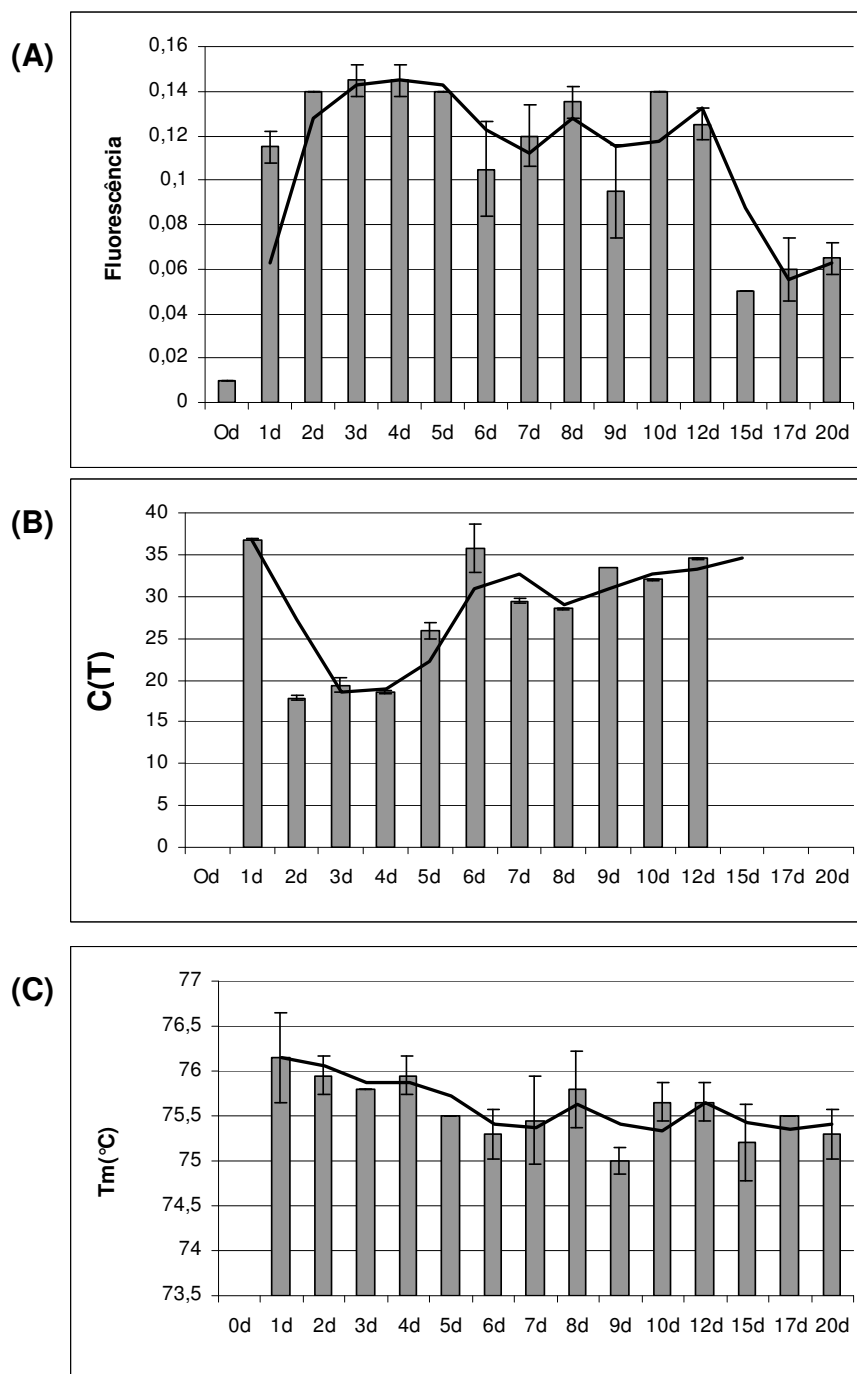 (A)
Fluorescência
0,16
0,14
0,12
0,1
0,08
0,06
0,04
0,02
0
Od 1d 2d 3d 4d 5d 6d 7d 8d 9d 10d 12d 15d 17d 20d
(B)
C(T)
40
35
30
25
20
15
10
5
0
Od 1d 2d 3d 4d 5d 6d 7d 8d 9d 10d 12d 15d 17d 20d
(C)
Tm(°C)
77
76,5
76
75,5
75
74,5
74
73,5
0d 1d 2d 3d 4d 5d 6d 7d 8d 9d 10d 12d 15d 17d 20d